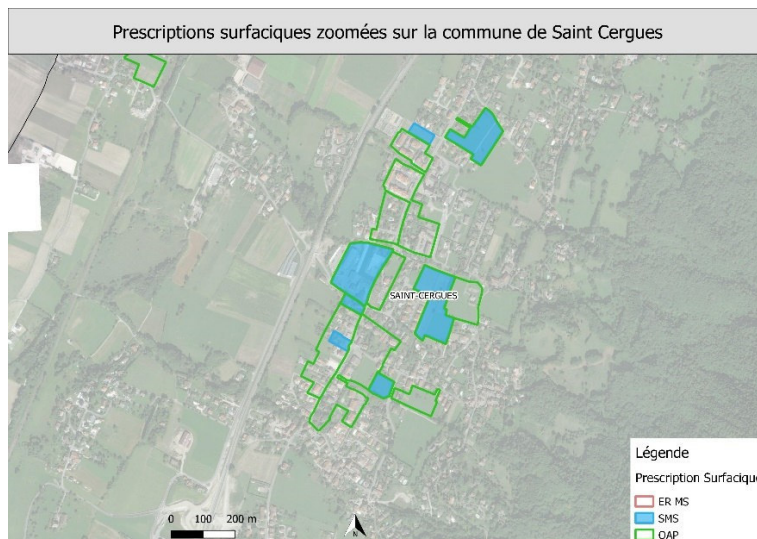 Prescriptions surfaciques zoomées sur la commune de Saint Cergues
SAINT-CERGUES
Légende
Prescription Surfacique
ER MS
SMS
OAP
0 100 200 m
N